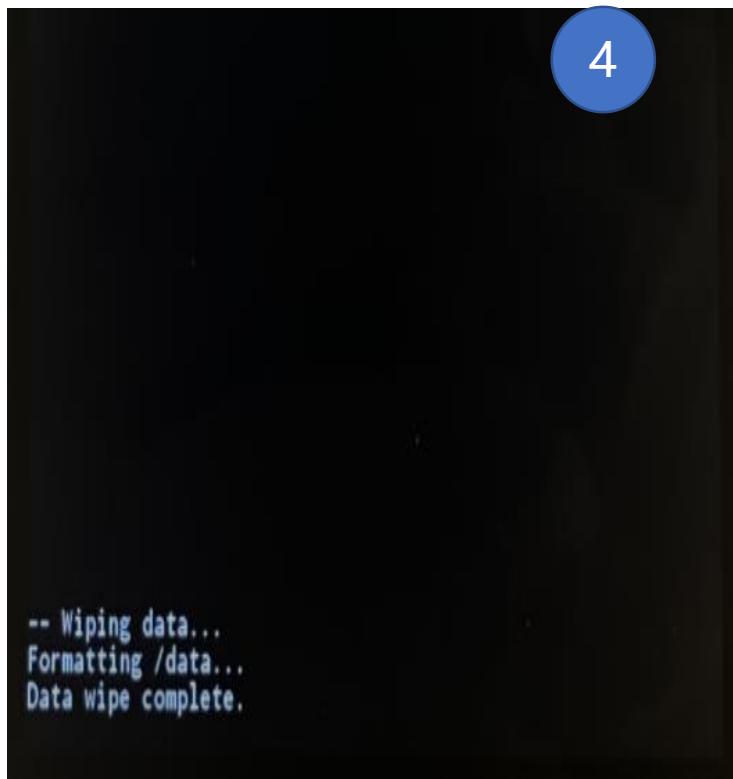 4
-- Wiping data...
Formatting /data...
Data wipe complete.